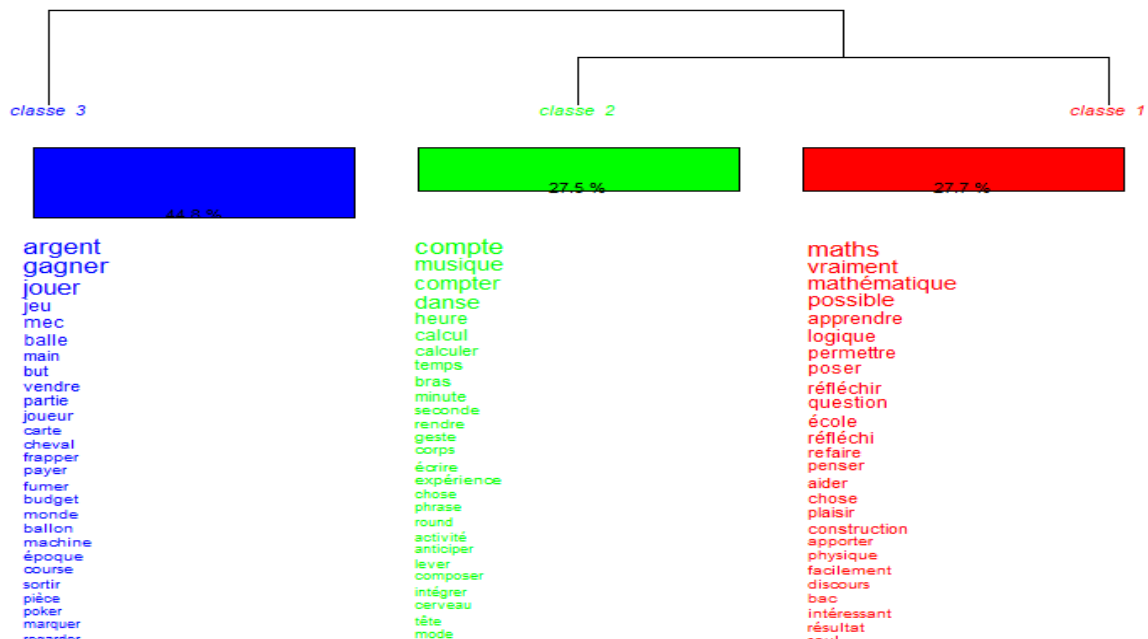 classe 3
classe 2
classe 1
44.8 %
27.5 %
27.7 %
argent
gagner
jouer
jeu
mec
balle
main
but
vendre
partie
joueur
carte
cheval
frapper
payer
fumer
budget
monde
ballon
machine
époque
course
sortir
pièce
poker
marquer
regarder
compte
musique
compter
danse
heure
calcul
calculer
temps
bras
minute
seconde
rendre
geste
corps
écrire
expérience
chose
phrase
round
activité
anticiper
lever
composer
intégrer
cerveau
tête
mode
maths
vraiment
mathématique
possible
apprendre
logique
permettre
poser
réfléchir
question
école
réfléchi
refaire
penser
aider
chose
plaisir
construction
apporter
physique
facilement
discours
bac
intéressant
résultat